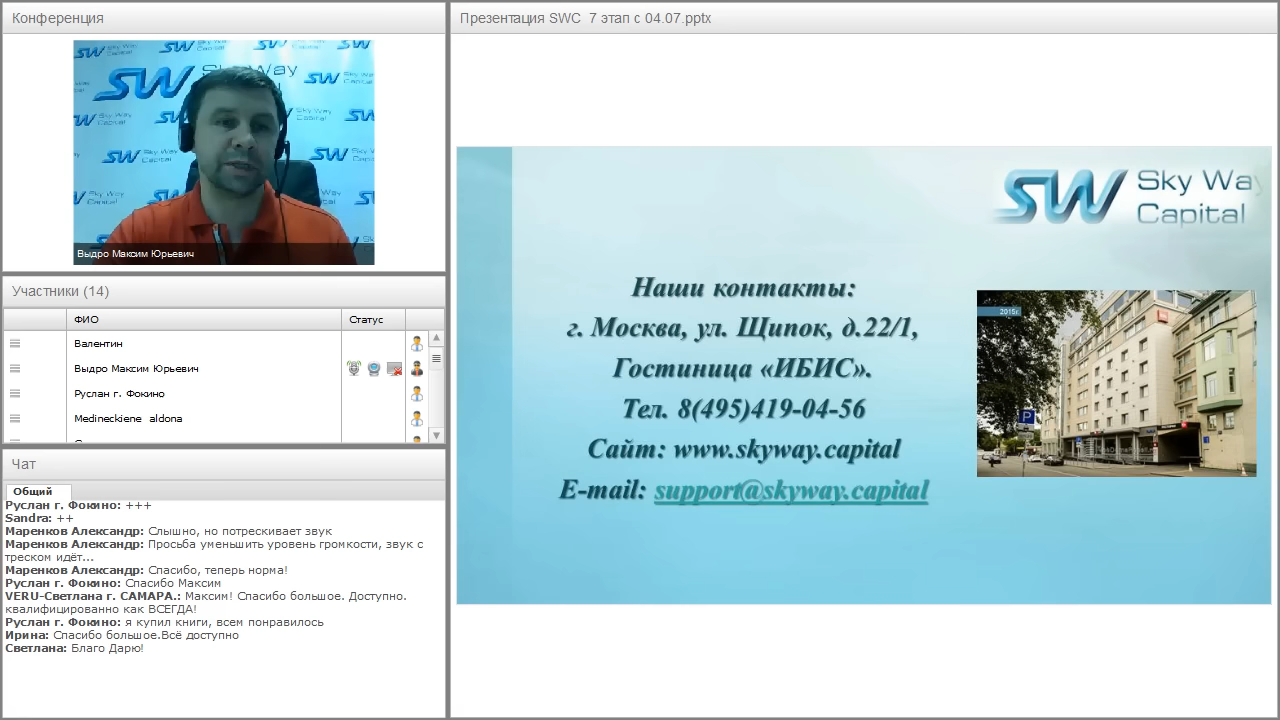 Конференция
SW Sky Way Capital
Выдро Максим Юрьевич
Участники (14)
ФИО
Статус
Валентин
Выдро Максим Юрьевич
Руслан г. Фокино
Medineckiene aldona
Чат
Общий
Руслан г. Фокино: +++
Sandra: ++
Маренков Александр: Слышно, но потрескивает звук
Маренков Александр: Просьба уменьшить уровень громкости, звук с
треском идёт...
Маренков Александр: Спасибо, теперь норма!
Руслан г. Фокино: Спасибо Максим
VERU-Светлана г. САМАРА.: Максим! Спасибо большое. Доступно.
квалифицированно как ВСЕГДА!
Руслан г. Фокино: я купил книги, всем понравилось
Ирина: Спасибо большое.Всё доступно
Светлана: Благо Дарю!
Презентация SWC 7 этап с 04.07.pptx
SW Sky Way
Capital
Наши контакты:
г. Москва, ул. Щипок, д.22/1,
Гостиница «ИБИС».
Тел. 8(495)419-04-56
Сайт: www.skyway.capital
E-mail: support@skyway.capital
2015г.
P